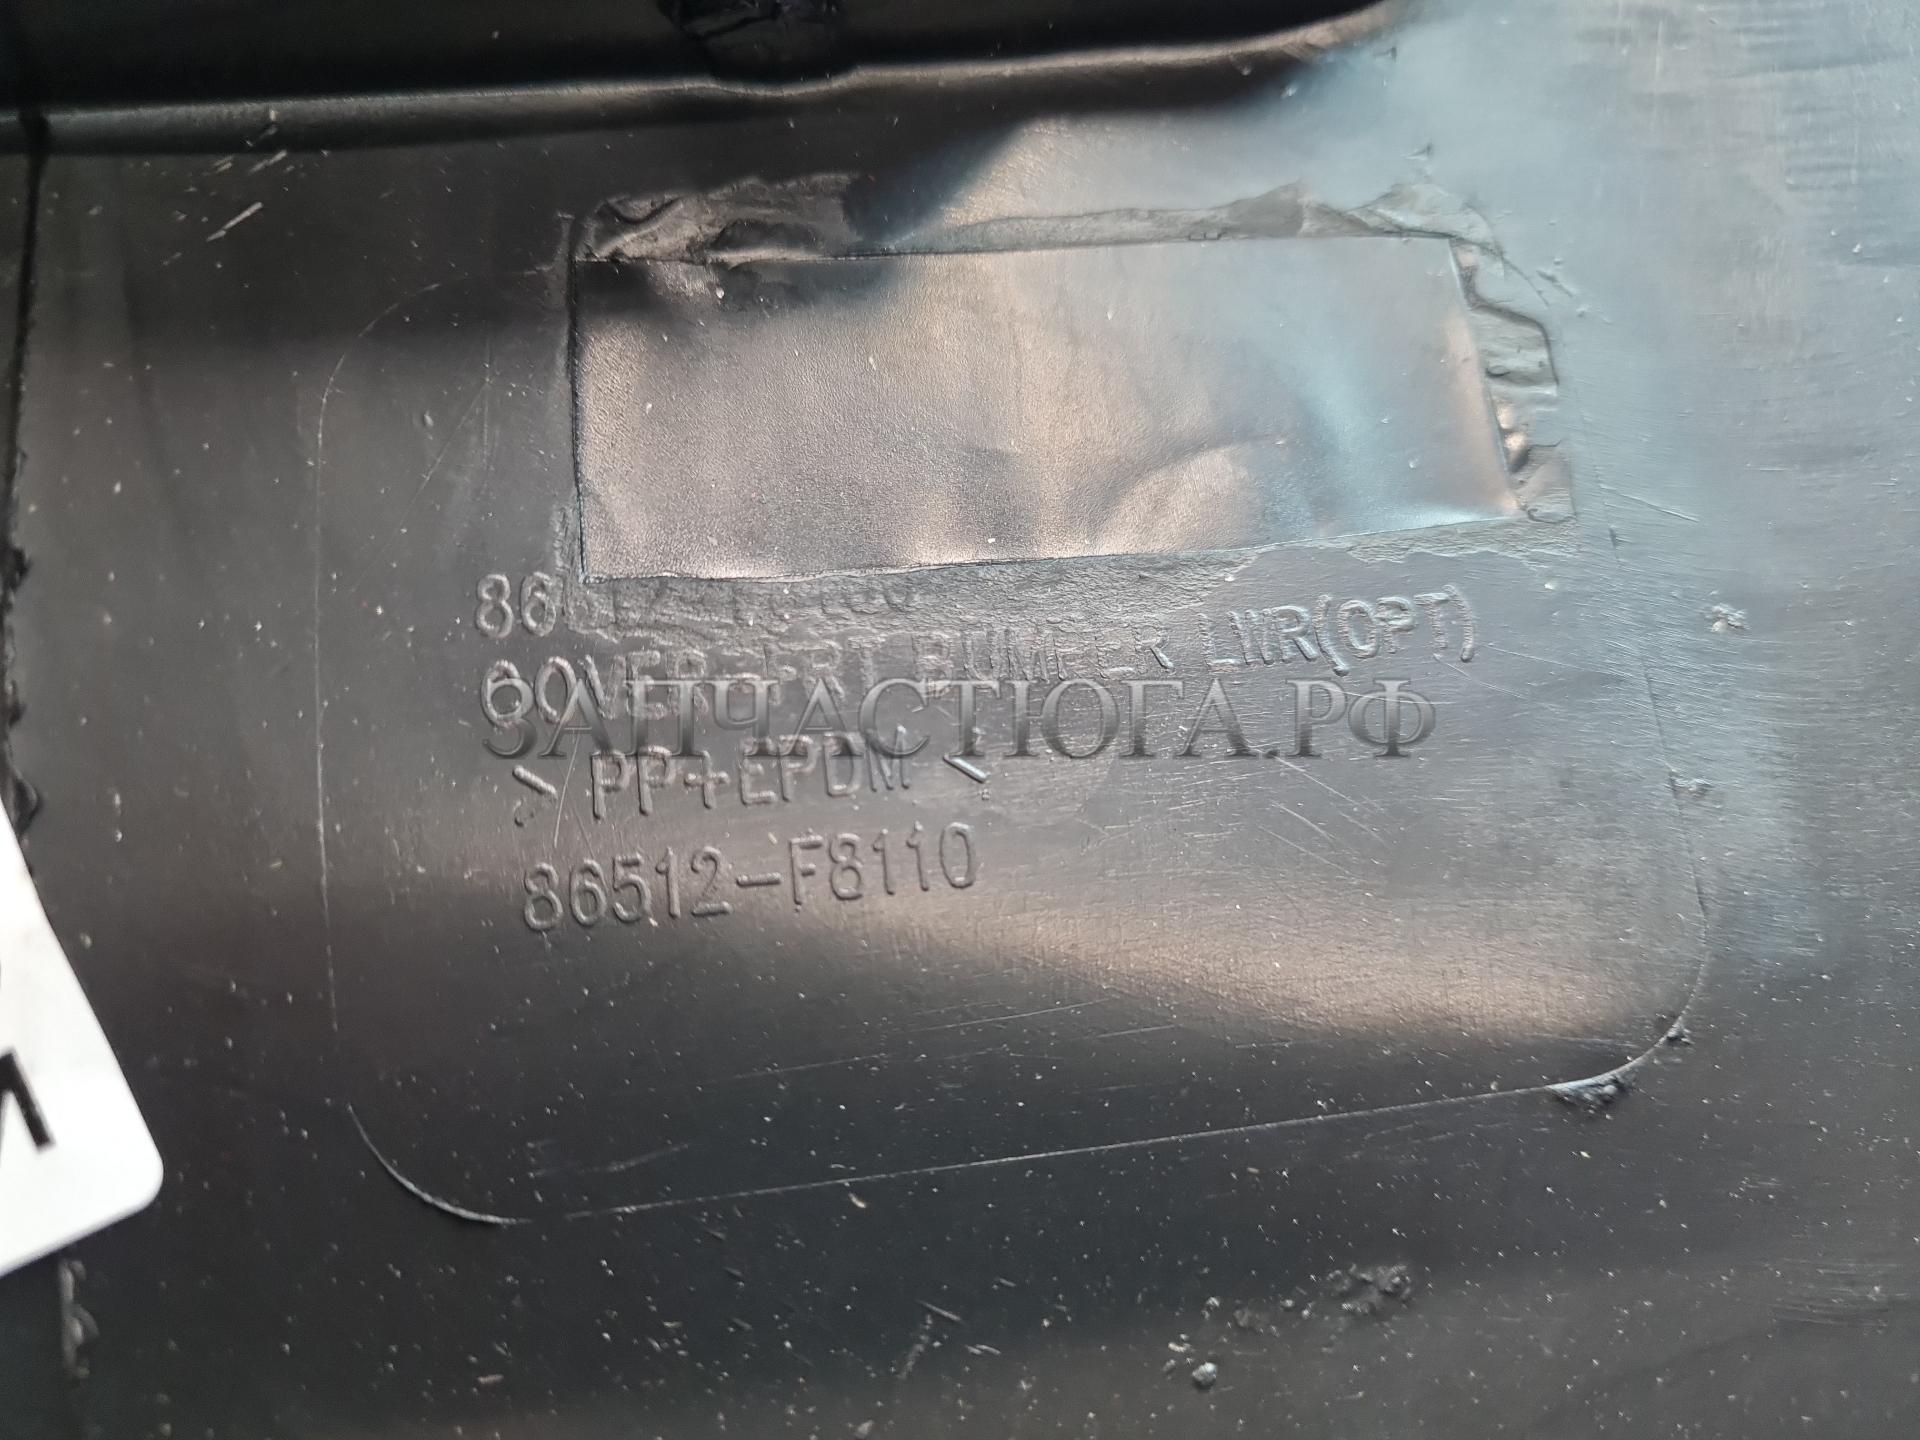 COVER-FRT BUMPER LWR(OPT)
ЗАПЧАСТЮГА.РФ
> PP+EPDM <
86512-F8110